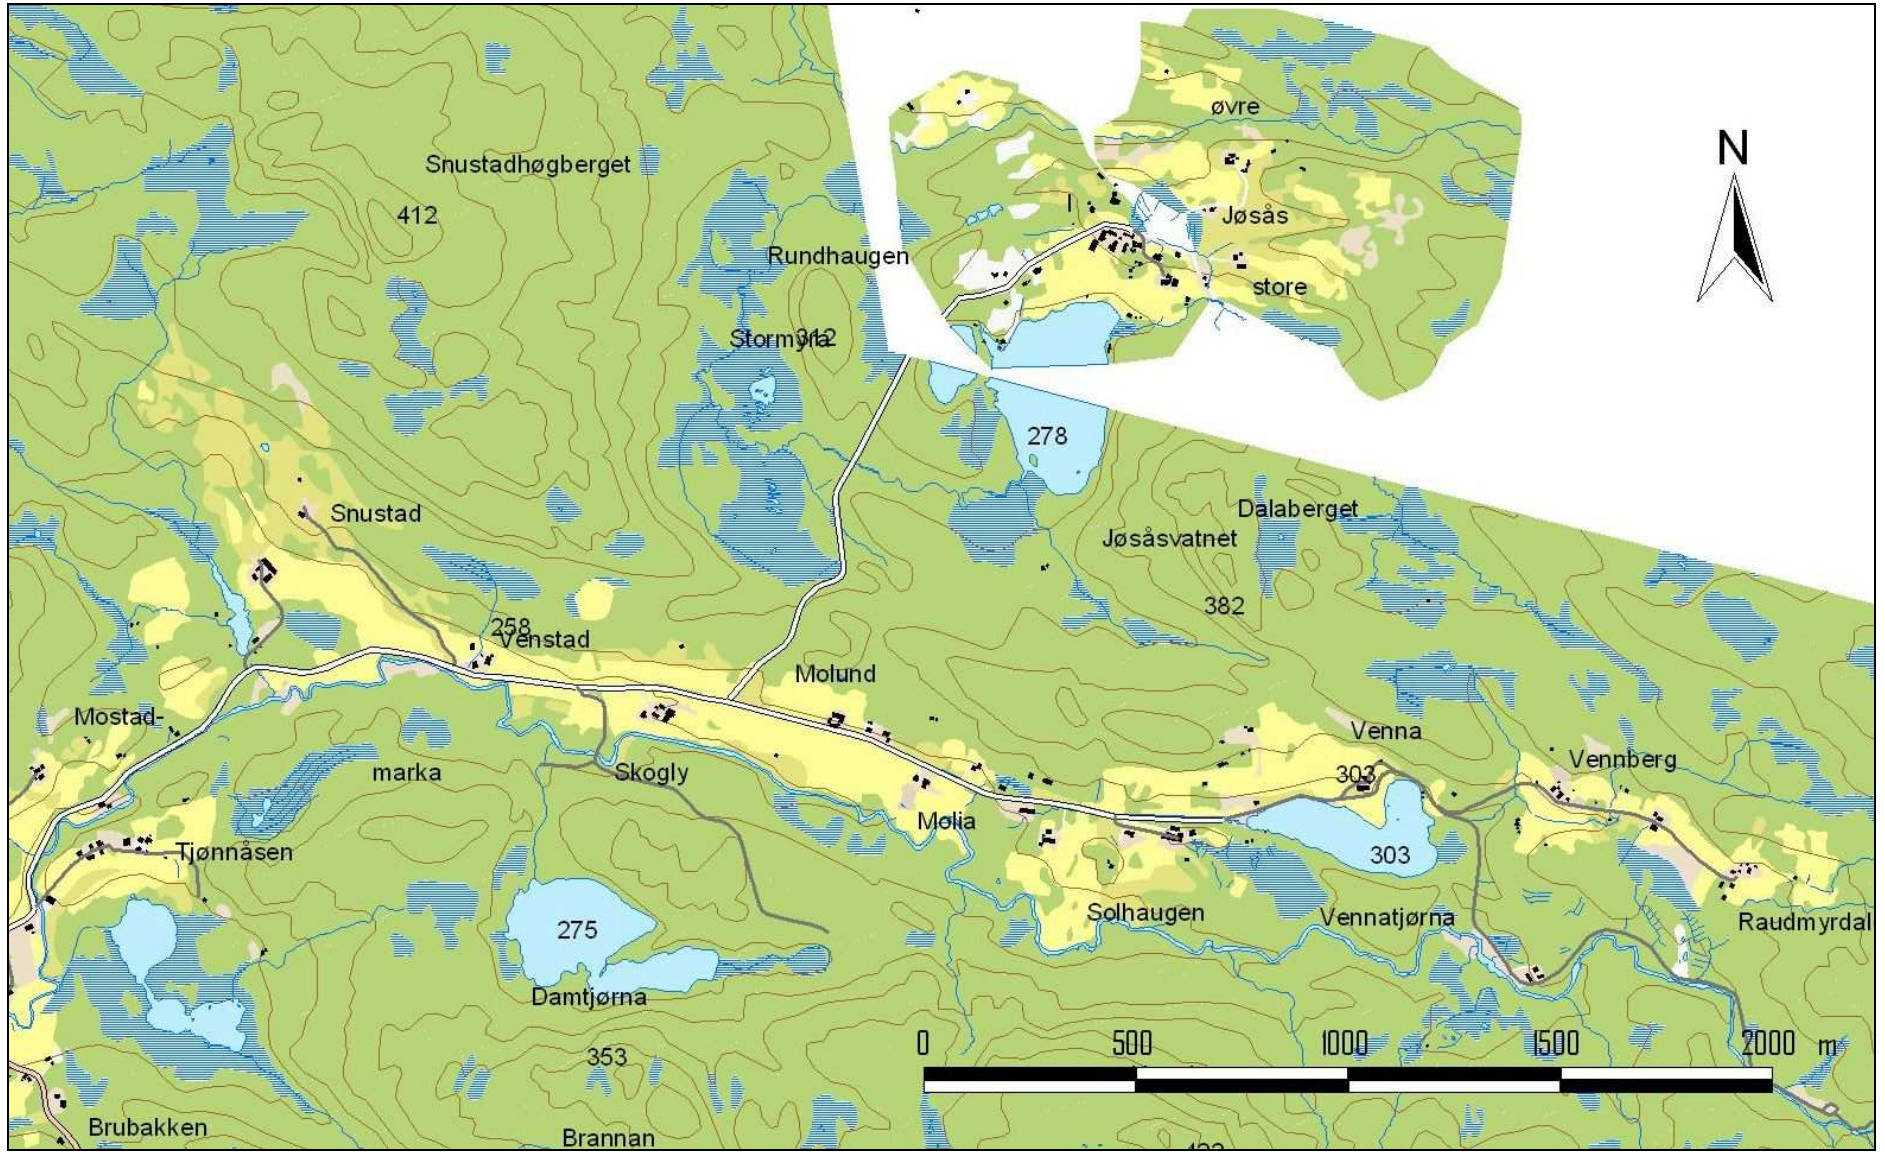 øvre
N
Snustadhøgberget
412
Jøsås
Rundhaugen
store
Stormyra
312
278
Snustad
Dalaberget
Jøsåsvatnet
382
258
Venstad
Molund
Mostad-
Venna
Vennberg
marka
Skogly
303
Molia
Tjønnåsen
303
Solhaugen
Vennatjørna
Raudmyrdal
275
Damtjørna
0 500 1000 1500 2000 m
353
Brubakken
Brannan